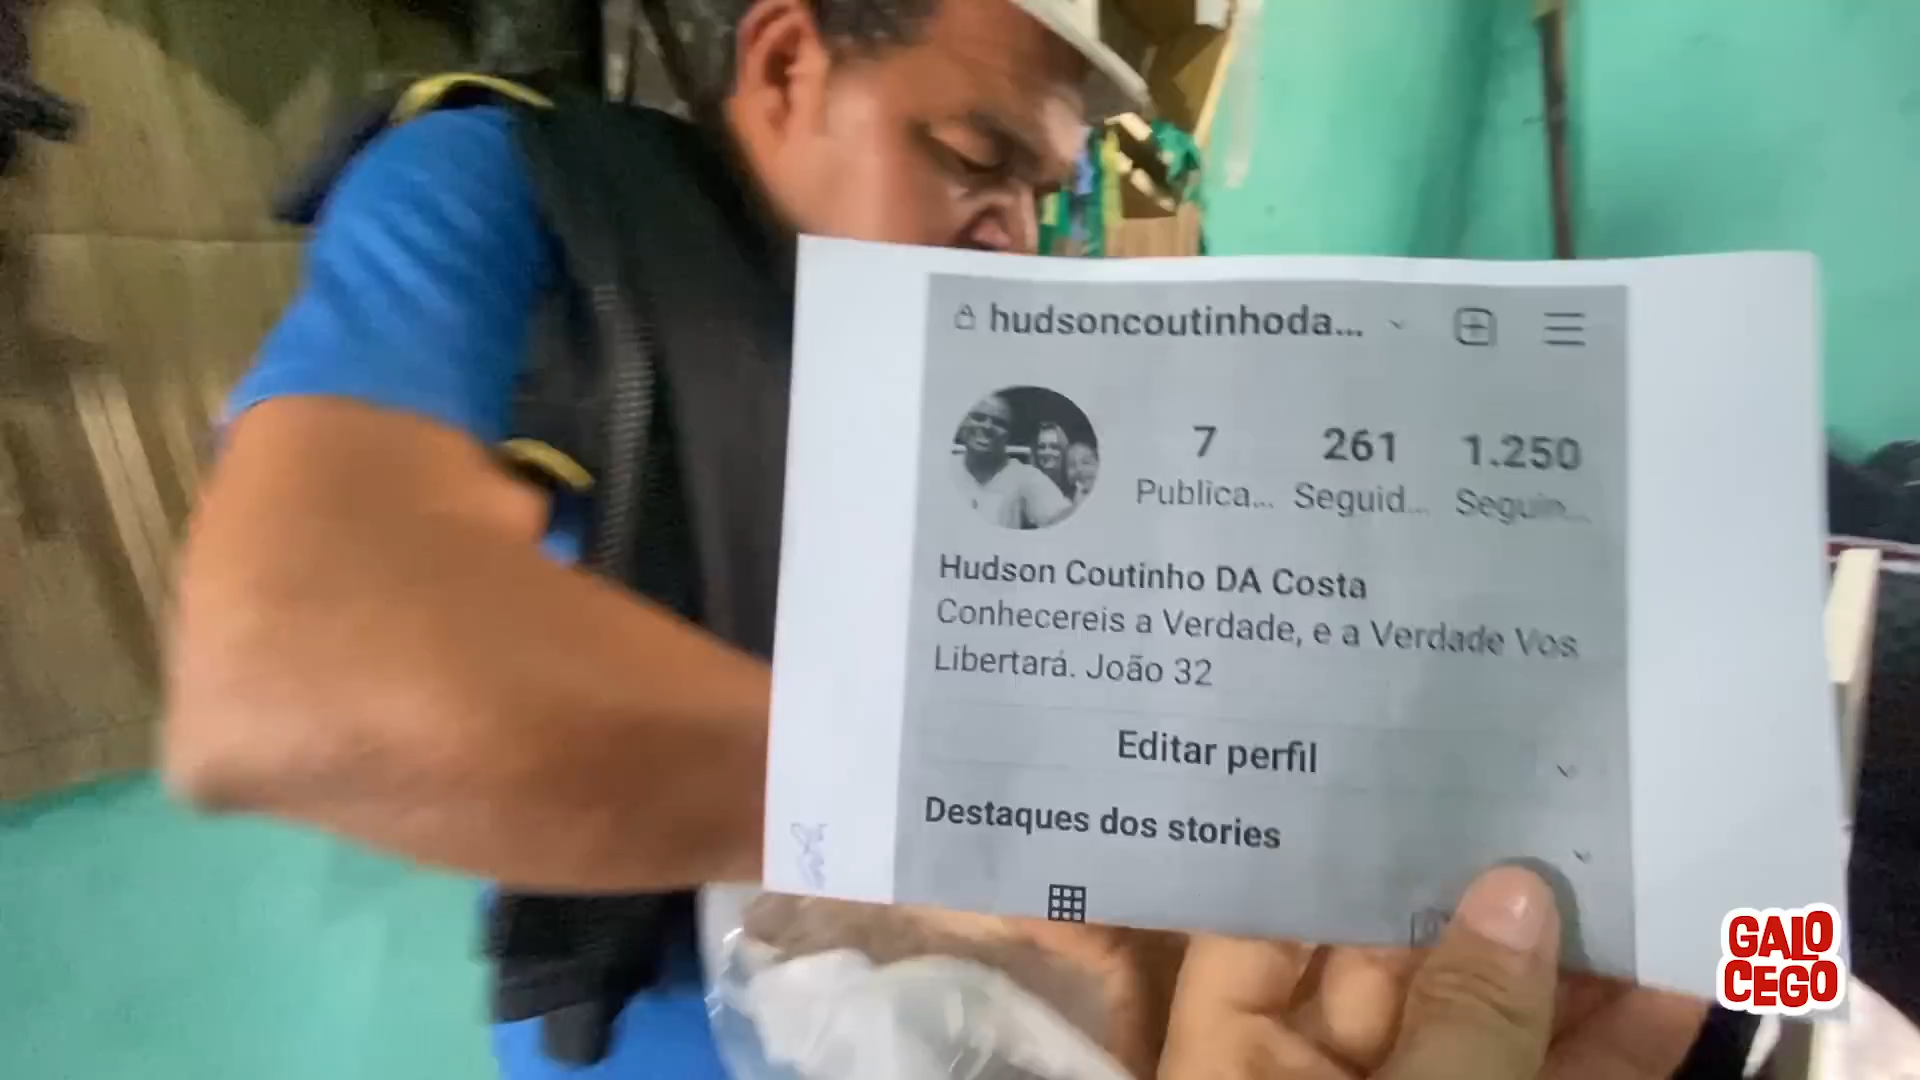 hudsoncoutinhoda...
7 261 1.250
Publica... Seguid... Seguin...
Hudson Coutinho DA Costa
Conhecereis a Verdade, e a Verdade Vos
Libertará. João 32
Editar perfil
Destaques dos stories
GALO
CEGO